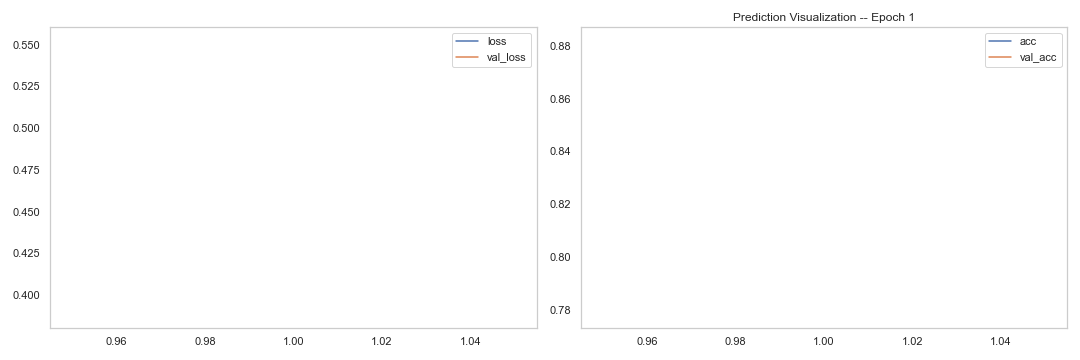 0.550
0.525
0.500
0.475
0.450
0.425
0.400
0.96 0.98 1.00 1.02 1.04
loss
val_loss
Prediction Visualization -- Epoch 1
0.88
0.86
0.84
0.82
0.80
0.78
0.96 0.98 1.00 1.02 1.04
acc
val_acc